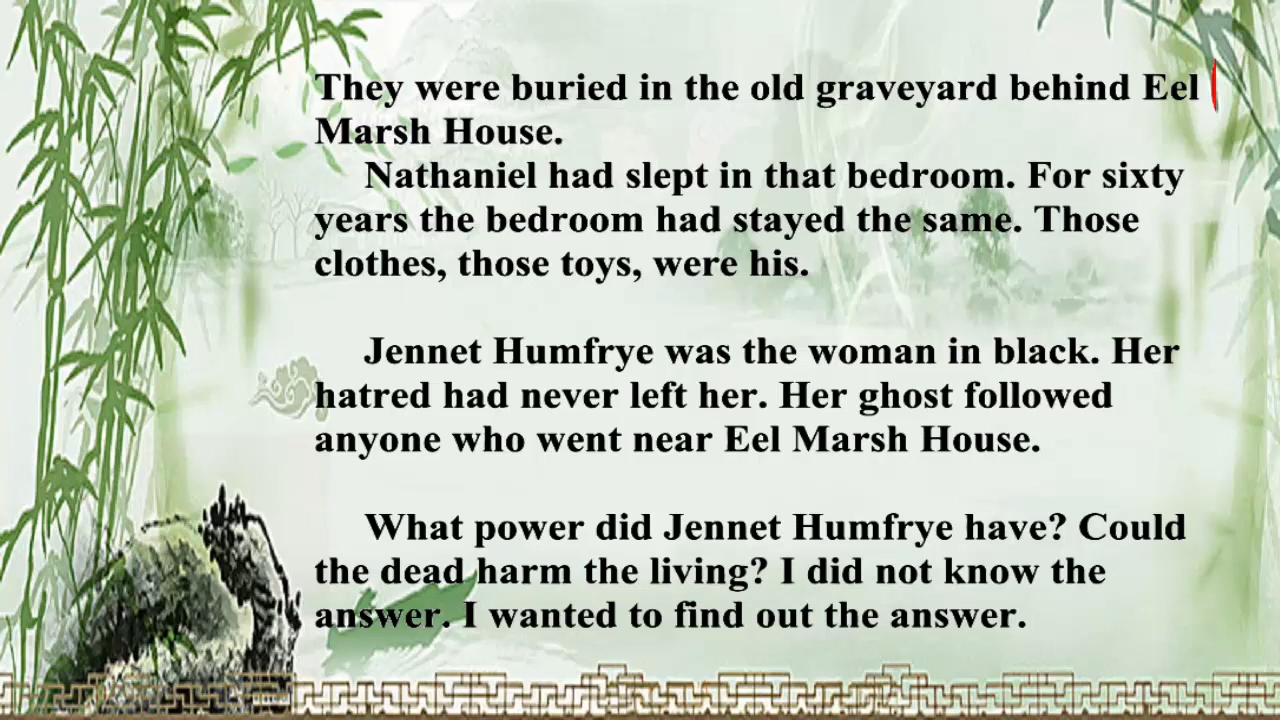 They were buried in the old graveyard behind Eel
Marsh House.
Nathaniel had slept in that bedroom. For sixty
years the bedroom had stayed the same. Those
clothes, those toys, were his.
Jennet Humfrye was the woman in black. Her
hatred had never left her. Her ghost followed
anyone who went near Eel Marsh House.
What power did Jennet Humfrye have? Could
the dead harm the living? I did not know the
answer. I wanted to find out the answer.